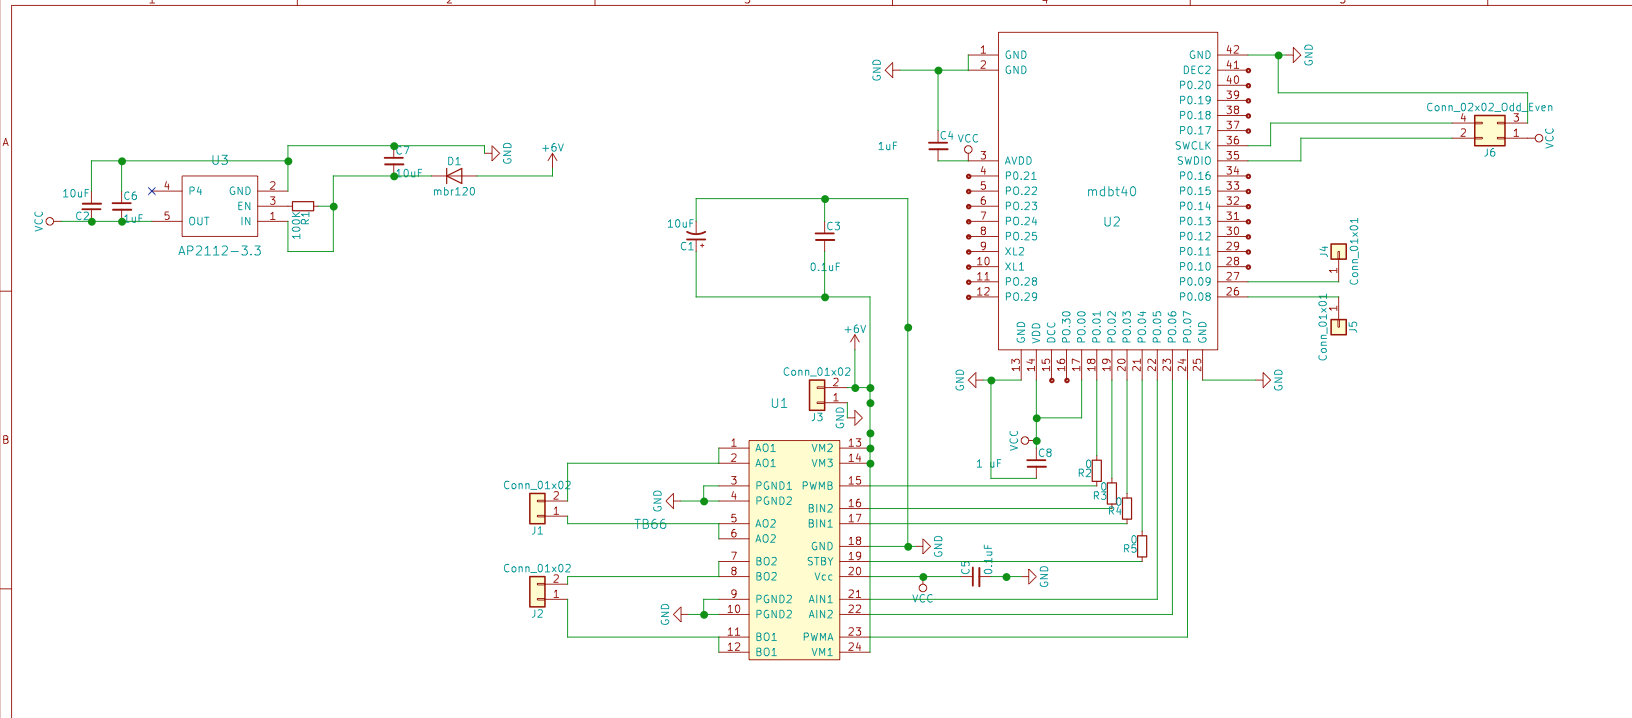 1
2
3
4
5
A
B
U3
10uF
C2
C6
1uF
4
5
P4
OUT
GND
EN
IN
2
3
1
AP2112-3.3
VCC
100K
R1
C7
10uF
GND
D1
mbr120
+6V
10uF
C1
+
C3
0.1uF
+6V
Conn_01x02
2
1
J3
GND
U1
TB66
1
2
3
4
5
6
7
8
9
10
11
12
AO1
AO1
PGND1
PGND2
AO2
AO2
BO2
BO2
PGND2
PGND2
BO1
BO1
VM2
VM3
PWMB
BIN2
BIN1
GND
STBY
Vcc
AIN1
AIN2
PWMA
VM1
13
14
15
16
17
18
19
20
21
22
23
24
Conn_01x02
2
1
J1
GND
Conn_01x02
2
1
J2
GND
GND
VCC
C5
0.1uF
GND
GND
C4
1uF
VCC
mdbt40
U2
1
2
3
4
5
6
7
8
9
10
11
12
GND
GND
AVDD
P0.21
P0.22
P0.23
P0.24
P0.25
XL2
XL1
P0.28
P0.29
GND
VDD
DCC
P0.30
P0.00
P0.01
P0.02
P0.03
P0.04
P0.05
P0.06
P0.07
GND
13
14
15
16
17
18
19
20
21
22
23
24
25
GND
DEC2
P0.20
P0.19
P0.18
P0.17
SWCLK
SWDIO
P0.16
P0.15
P0.14
P0.13
P0.12
P0.11
P0.10
P0.09
P0.08
42
41
40
39
38
37
36
35
34
33
32
31
30
29
28
27
26
GND
Conn_02x02_Odd_Even
4
2
3
1
J6
VCC
J4
1
Conn_01x01
Conn_01x01
1
J5
GND
GND
VCC
C8
1 uF
0
R2
0
R3
R4
0
R5